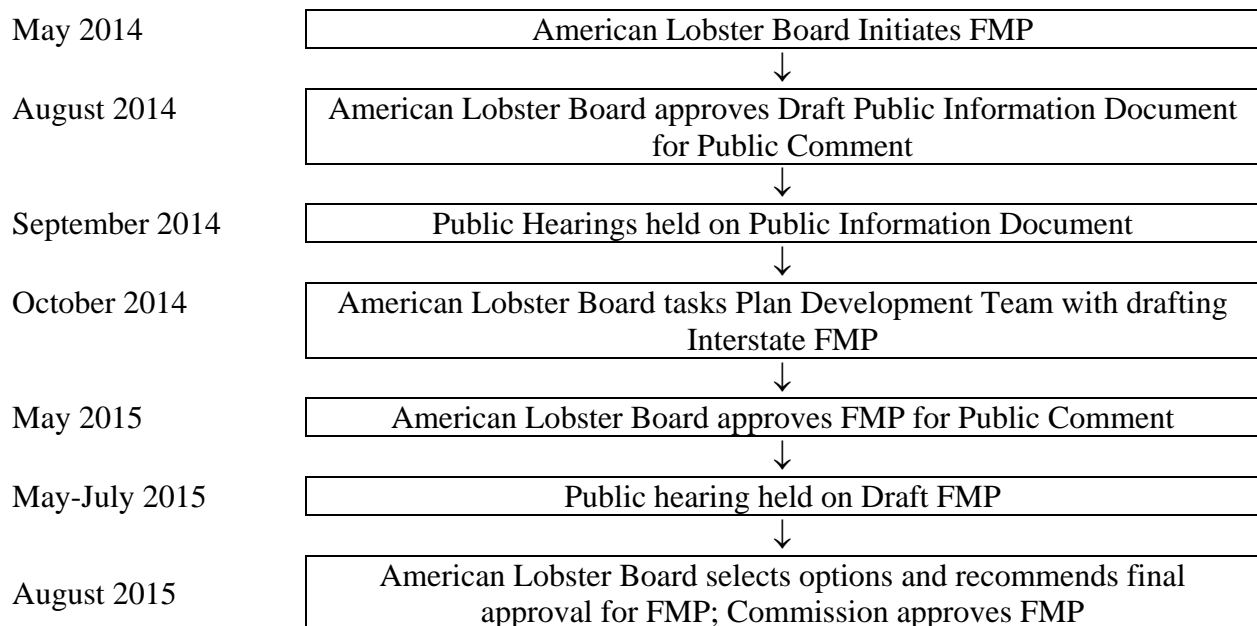 May 2014 American Lobster Board Initiates FMP
↓
August 2014 American Lobster Board approves Draft Public Information Document
for Public Comment
↓
September 2014 Public Hearings held on Public Information Document
↓
October 2014 American Lobster Board tasks Plan Development Team with drafting
Interstate FMP
↓
May 2015 American Lobster Board approves FMP for Public Comment
↓
May-July 2015 Public hearing held on Draft FMP
↓
August 2015 American Lobster Board selects options and recommends final
approval for FMP; Commission approves FMP